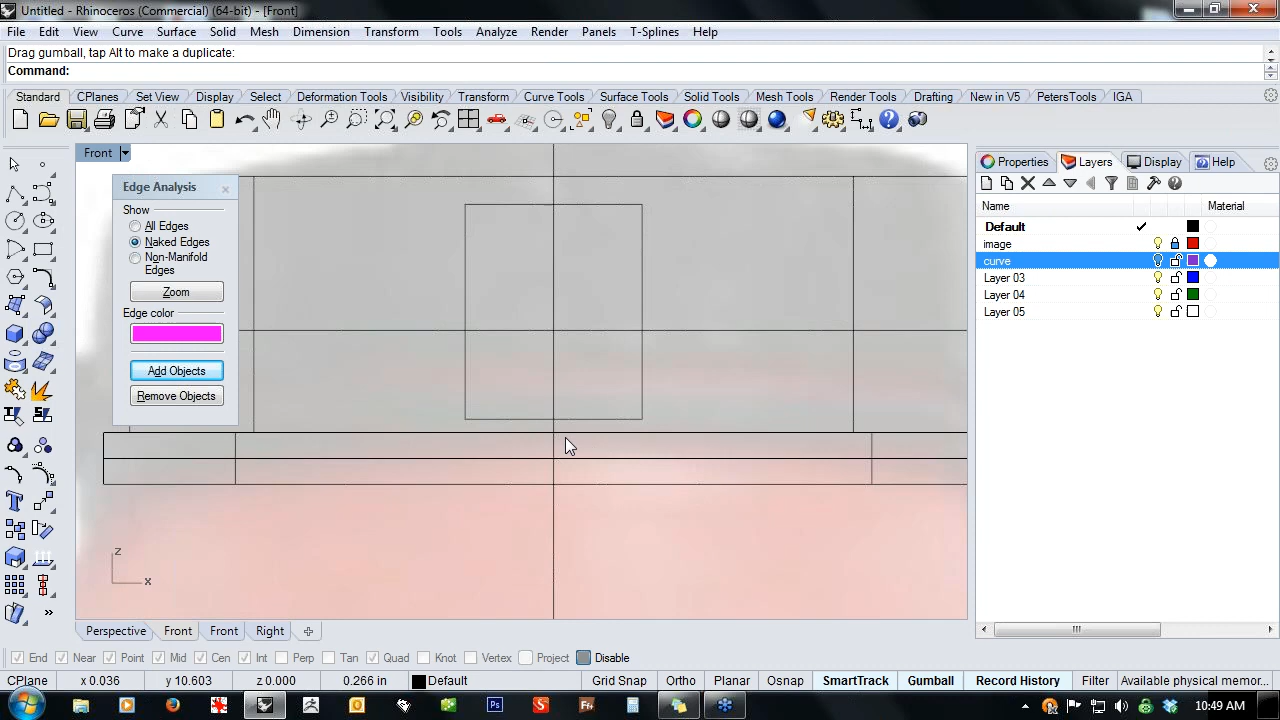 Untitled - Rhinoceros (Commercial) (64-bit) - [Front]
File Edit View Curve Surface Solid Mesh Dimension Transform Tools Analyze Render Panels T-Splines Help
Drag gumball, tap Alt to make a duplicate:
Command:
Standard CPlanes Set View Display Select Deformation Tools Visibility Transform Curve Tools Surface Tools Solid Tools Mesh Tools Render Tools Drafting New in V5 PetersTools IGA
Front
Properties Layers Display Help
Edge Analysis
Show
All Edges
Naked Edges
Non-Manifold
Edges
Zoom
Edge color
Add Objects
Remove Objects
Name Material
Default
image
curve
Layer 03
Layer 04
Layer 05
z
x
Perspective Front Front Right
End Near Point Mid Cen Int Perp Tan Quad Knot Vertex Project Disable
CPlane x 0.036 y 10.603 z 0.000 0.266 in Default Grid Snap Ortho Planar Osnap SmartTrack Gumball Record History Filter Available physical memor...
10:49 AM